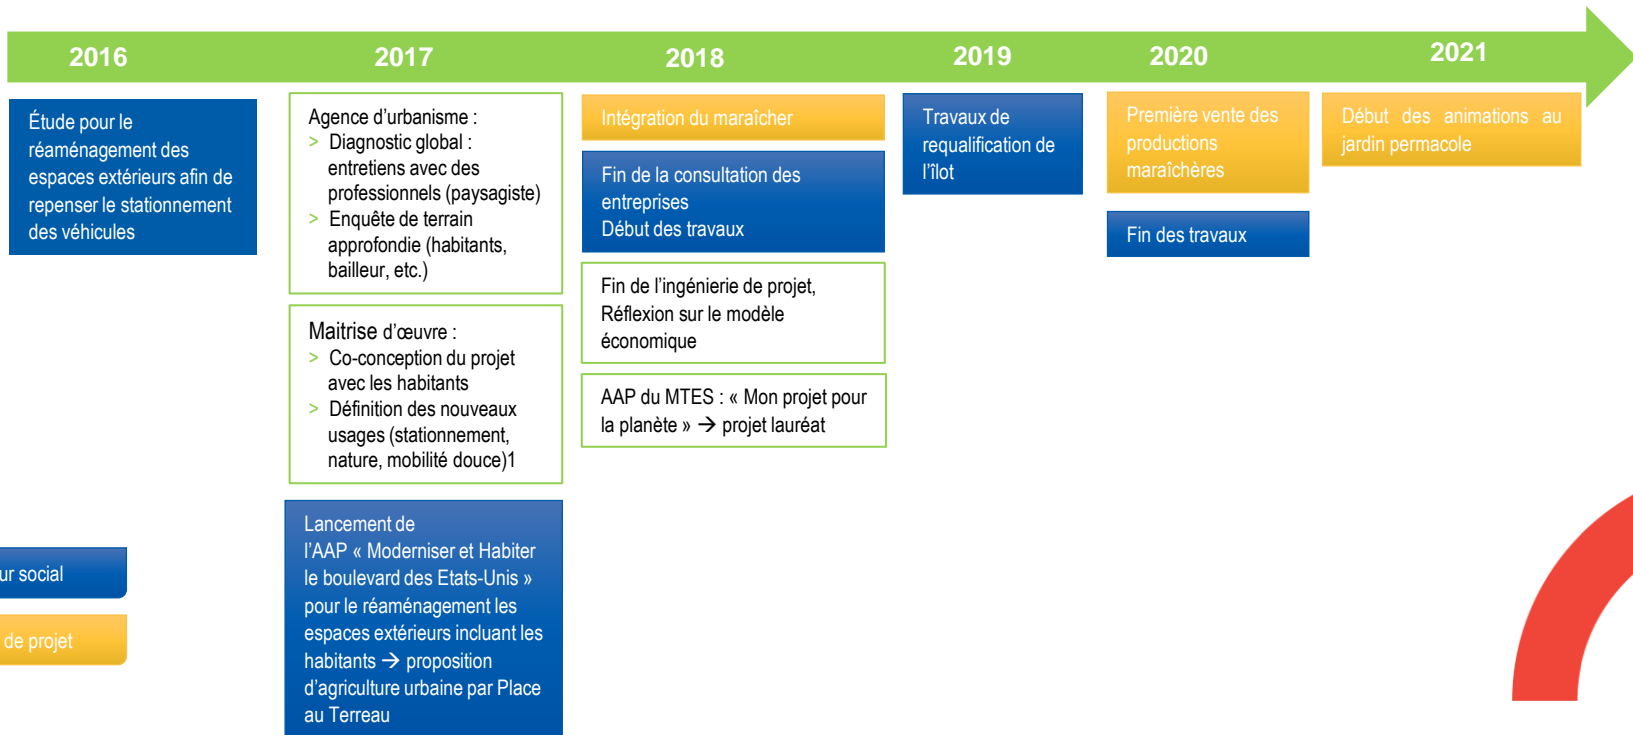 2016
2017
2018
2019
2020
2021
Étude pour le
réaménagement des
espaces extérieurs afin de
repenser le stationnement
des véhicules
Agence d'urbanisme :
> Diagnostic global :
entretiens avec des
professionnels (paysagiste)
> Enquête de terrain
approfondie (habitants,
bailleur, etc.)
Maitrise d'œuvre :
> Co-conception du projet
avec les habitants
> Définition des nouveaux
usages (stationnement,
nature, mobilité douce)1
Lancement de
l'AAP « Moderniser et Habiter
le boulevard des Etats-Unis »
pour le réaménagement les
espaces extérieurs incluant les
habitants → proposition
d'agriculture urbaine par Place
au Terreau
Intégration du maraîcher
Fin de la consultation des
entreprises
Début des travaux
Fin de l'ingénierie de projet,
Réflexion sur le modèle
économique
AAP du MTES : « Mon projet pour
la planète » → projet lauréat
Travaux de
requalification de
l'îlot
Première vente des
productions
maraîchères
Fin des travaux
Début des animations au
jardin permacole
ur social
de projet